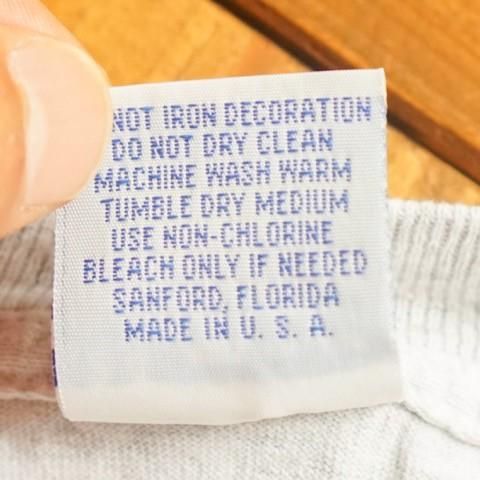 NOT IRON DECORATION
DO NOT DRY CLEAN
MACHINE WASH WARM
TUMBLE DRY MEDIUM
USE NON-CHLORINE
BLEACH ONLY IF NEEDED
SANFORD, FLORIDA
MADE IN U. S. A.